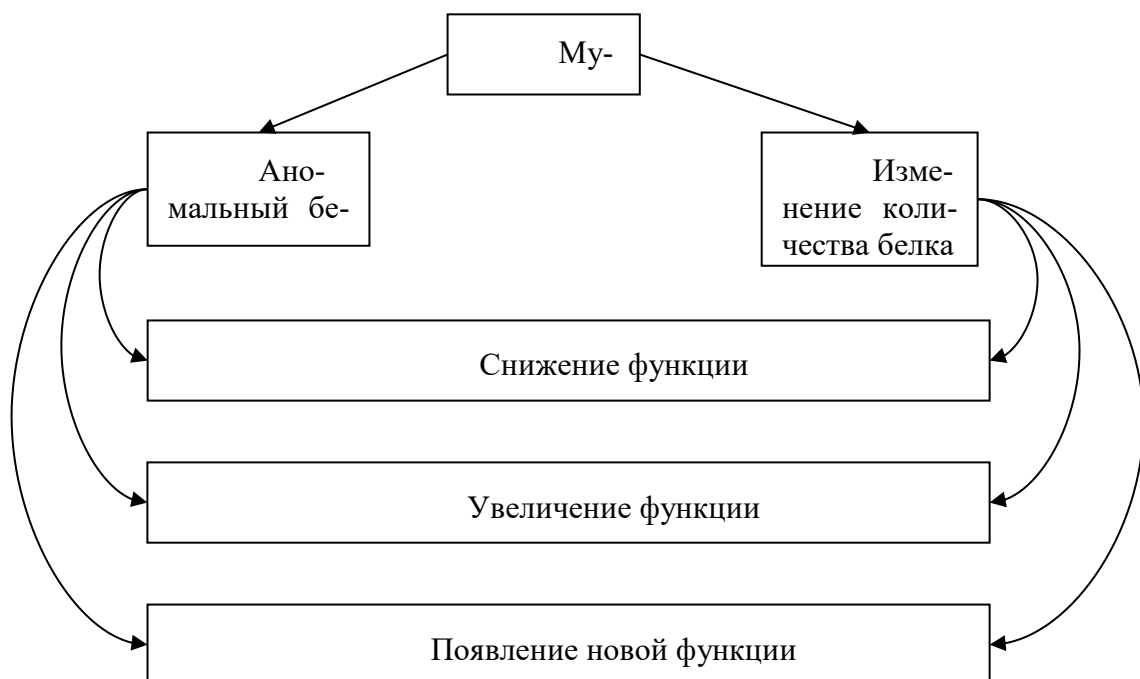 Му-
Ано-
мальный бе-
Изме-
нение коли-
чества белка
Снижение функции
Увеличение функции
Появление новой функции